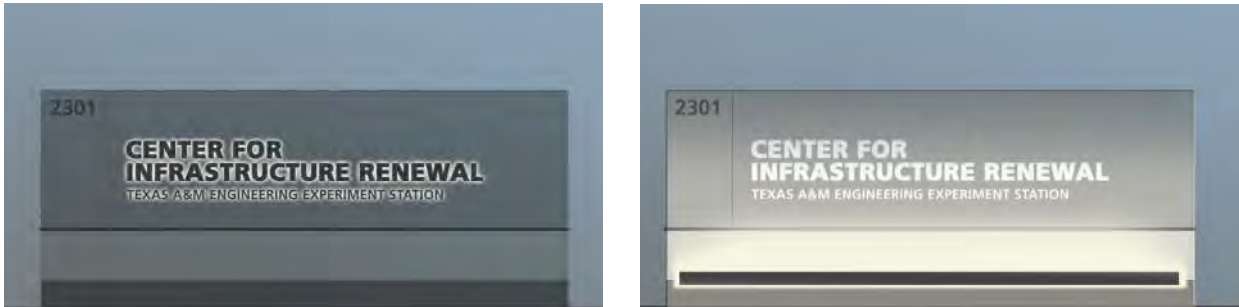 2301
CENTER FOR
INFRASTRUCTURE RENEWAL
TEXAS A&M ENGINEERING EXPERIMENT STATION
2301
CENTER FOR
INFRASTRUCTURE RENEWAL
TEXAS A&M ENGINEERING EXPERIMENT STATION